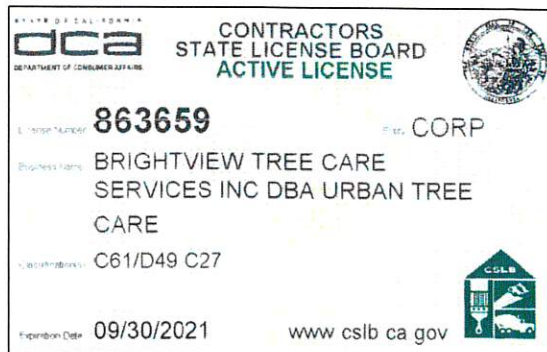 STATE OF CALIFORNIA
dca
DEPARTMENT OF CONSUMER AFFAIRS
CONTRACTORS
STATE LICENSE BOARD
ACTIVE LICENSE
License Number 863659
Entity CORP
Business Name BRIGHTVIEW TREE CARE
SERVICES INC DBA URBAN TREE
CARE
Classification(s) C61/D49 C27
Expiration Date 09/30/2021
www cslb ca gov
CSLB